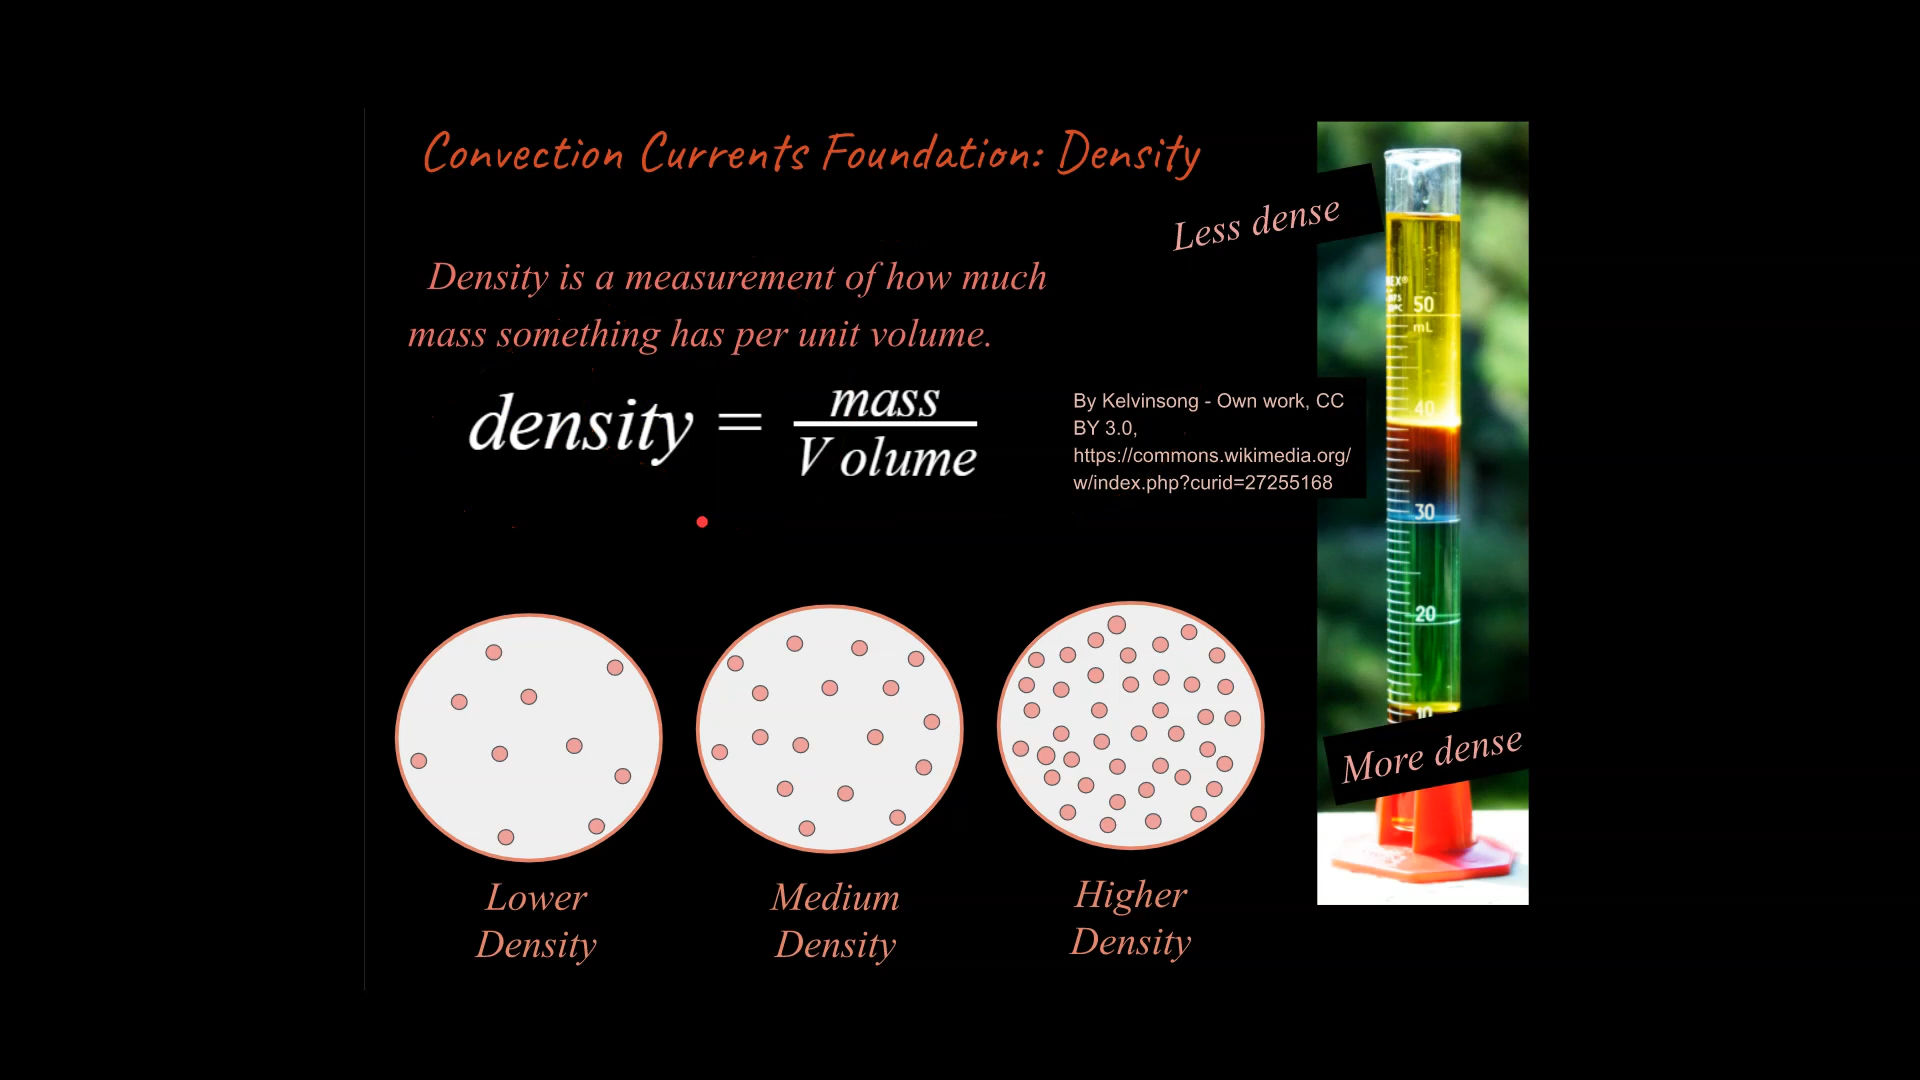 Convection Currents Foundation: Density
Less dense
Density is a measurement of how much
mass something has per unit volume.
density = mass
Volume
By Kelvinsong - Own work, CC
BY 3.0,
https://commons.wikimedia.org/
w/index.php?curid=27255168
50
mL
40
30
20
10
More dense
Lower
Density
Medium
Density
Higher
Density